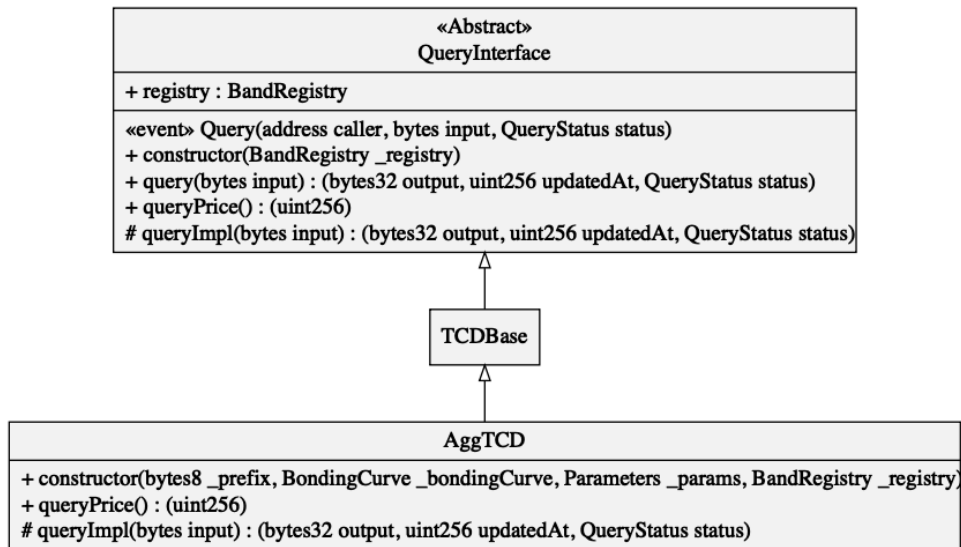 «Abstract»
QueryInterface
+ registry : BandRegistry
«event» Query(address caller, bytes input, QueryStatus status)
+ constructor(BandRegistry _registry)
+ query(bytes input) : (bytes32 output, uint256 updatedAt, QueryStatus status)
+ queryPrice() : (uint256)
# queryImpl(bytes input) : (bytes32 output, uint256 updatedAt, QueryStatus status)
TCDBase
AggTCD
+ constructor(bytes8 _prefix, BondingCurve _bondingCurve, Parameters _params, BandRegistry _registry)
+ queryPrice() : (uint256)
# queryImpl(bytes input) : (bytes32 output, uint256 updatedAt, QueryStatus status)